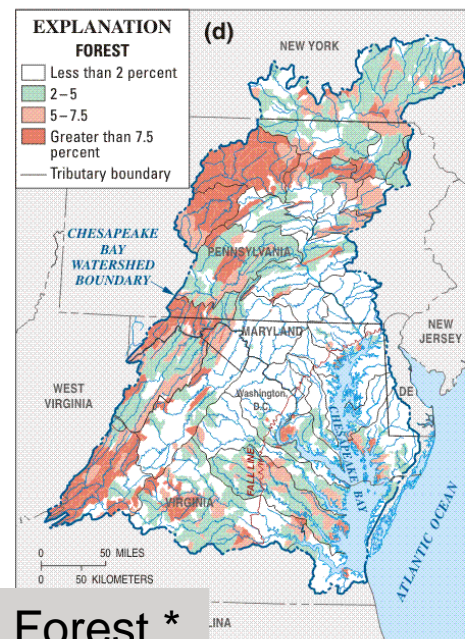 EXPLANATION
FOREST
Less than 2 percent
2–5
5–7.5
Greater than 7.5
percent
Tributary boundary
(d)
NEW YORK
CHESAPEAKE
BAY
WATERSHED
BOUNDARY
PENNSYLVANIA
MARYLAND
NEW
JERSEY
WEST
VIRGINIA
Washington,
D.C.
DE
CHESAPEAKE BAY
FALL LINE
VIRGINIA
ATLANTIC OCEAN
0 50 MILES
0 50 KILOMETERS
Forest *
LINA